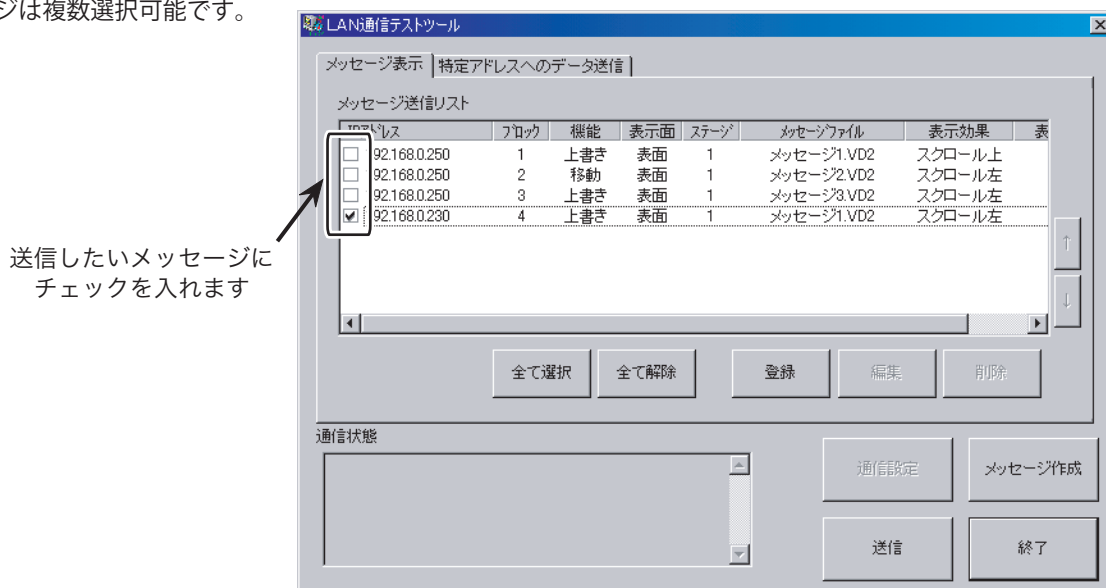 ジは複数選択可能です。
LAN通信テストツール
メッセージ表示 特定アドレスへのデータ送信
メッセージ送信リスト
IPアドレス ブロック 機能 表示面 ステージ メッセージファイル 表示効果 表
92.168.0.250 1 上書き 表面 1 メッセージ1.VD2 スクロール上
92.168.0.250 2 移動 表面 1 メッセージ2.VD2 スクロール左
92.168.0.250 3 上書き 表面 1 メッセージ3.VD2 スクロール左
92.168.0.230 4 上書き 表面 1 メッセージ1.VD2 スクロール左
送信したいメッセージに
チェックを入れます
↑
↓
全て選択 全て解除 登録 編集 削除
通信状態
通信設定 メッセージ作成
送信 終了